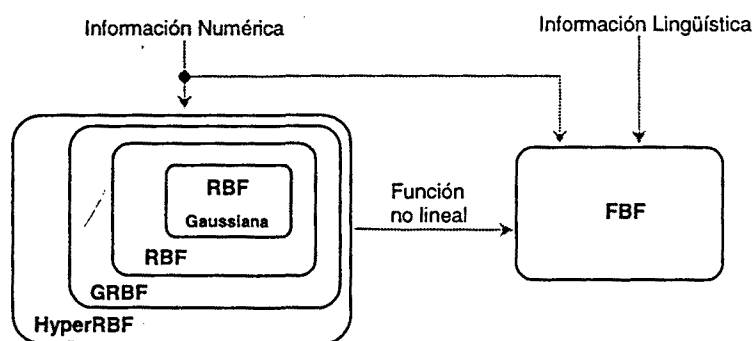 Información Numérica
Información Lingüística
RBF
Gaussiana
RBF
GRBF
HyperRBF
Función
no lineal
FBF